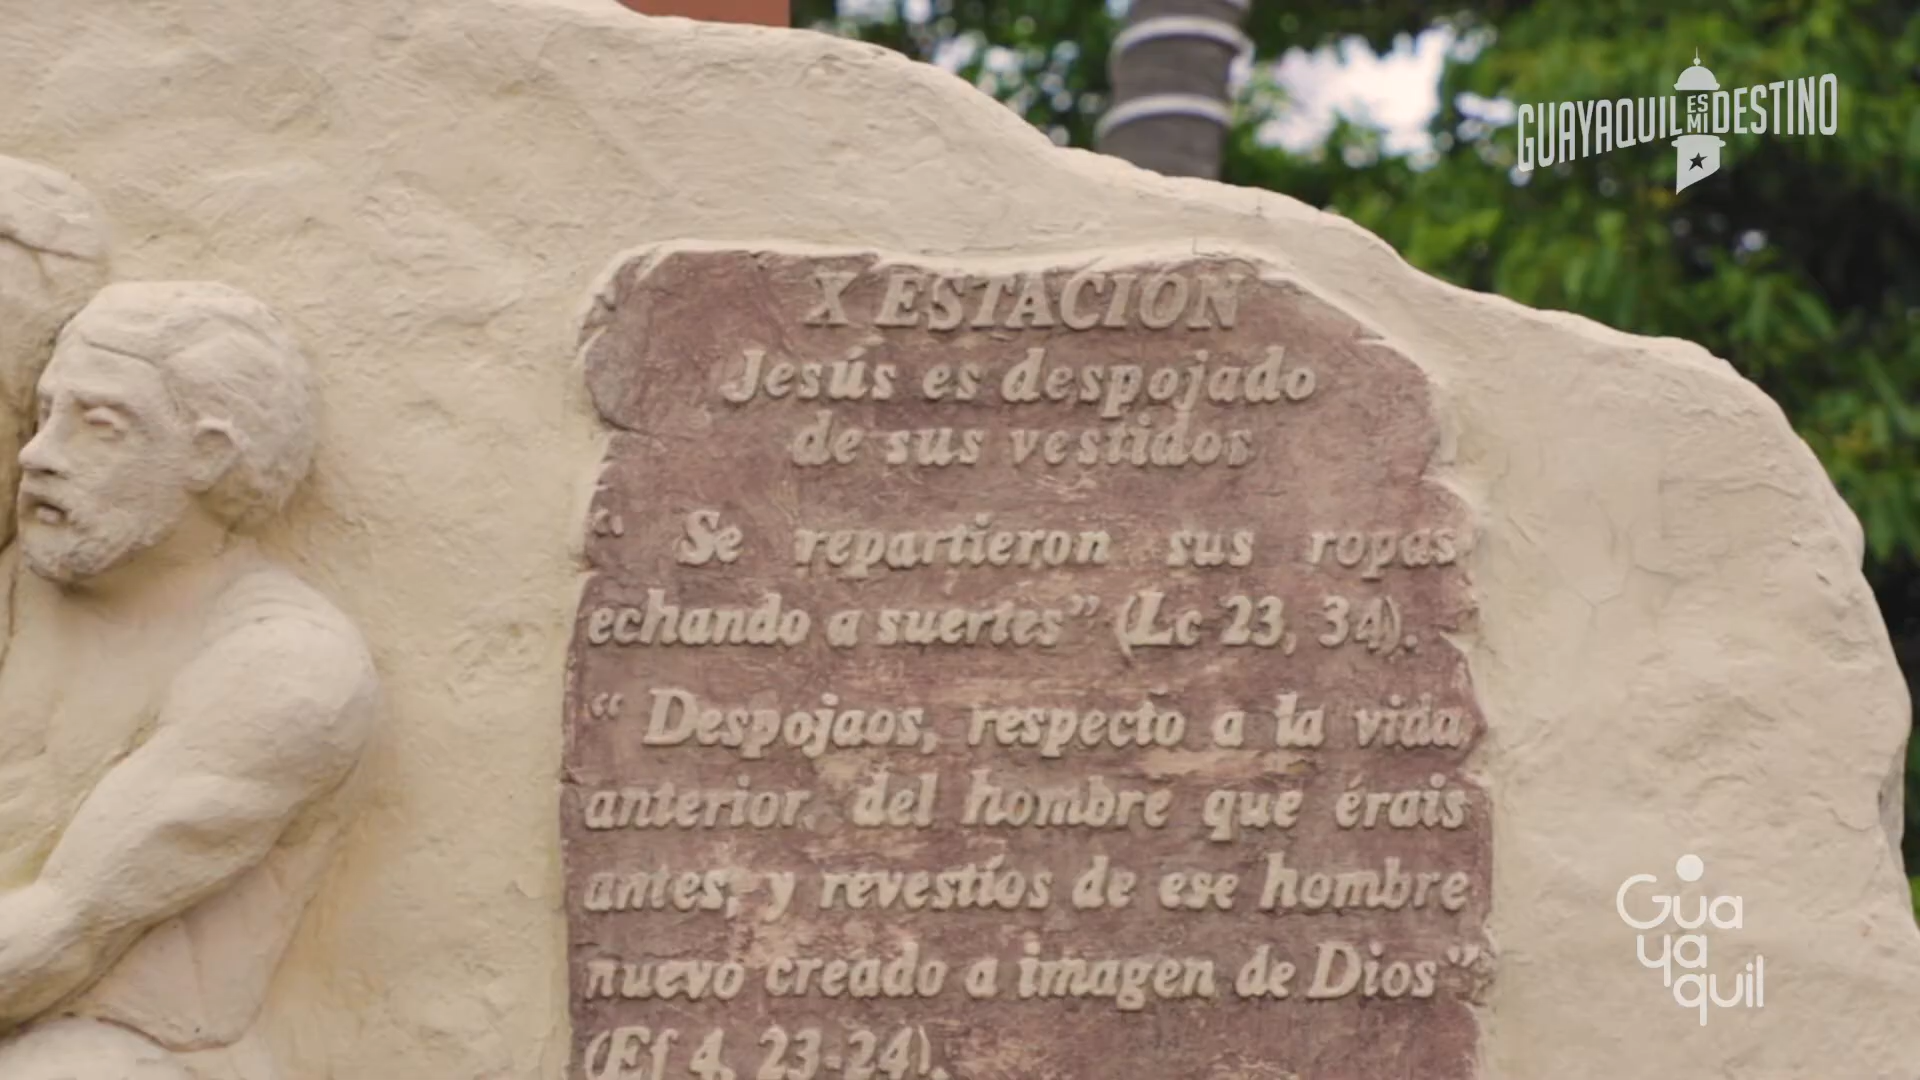 GUAYAQUIL ES MI DESTINO
X ESTACIÓN
Jesús es despojado
de sus vestidos
“ Se repartieron sus ropas
echando a suertes” (Lc 23, 34).
“ Despojaos, respecto a la vida
anterior, del hombre que érais
antes, y revestíos de ese hombre
nuevo creado a imagen de Dios”
(Ef 4, 23-24).
Gua
ya
quil